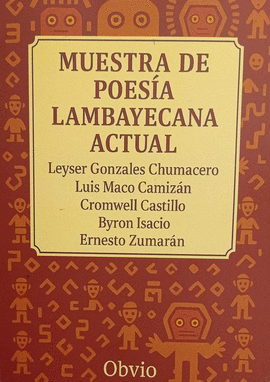 MUESTRA DE
POESÍA
LAMBAYECANA
ACTUAL
Leyser Gonzales Chumacero
Luis Maco Camizán
Cromwell Castillo
Byron Isacio
Ernesto Zumarán
Obvio